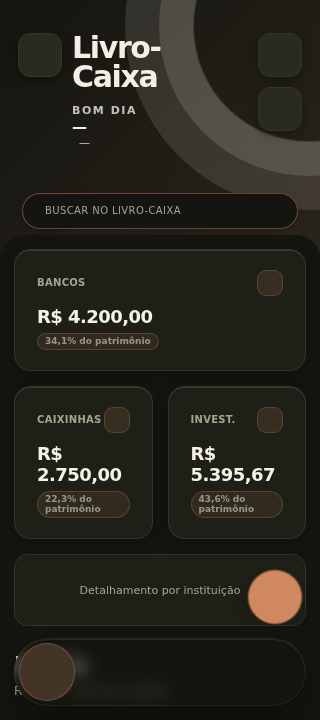 Livro-
Caixa
BOM DIA
—
—
BUSCAR NO LIVRO-CAIXA
BANCOS
R$ 4.200,00
34,1% do patrimônio
CAIXINHAS
R$
2.750,00
22,3% do
patrimônio
INVEST.
R$
5.395,67
43,6% do
patrimônio
Detalhamento por instituição